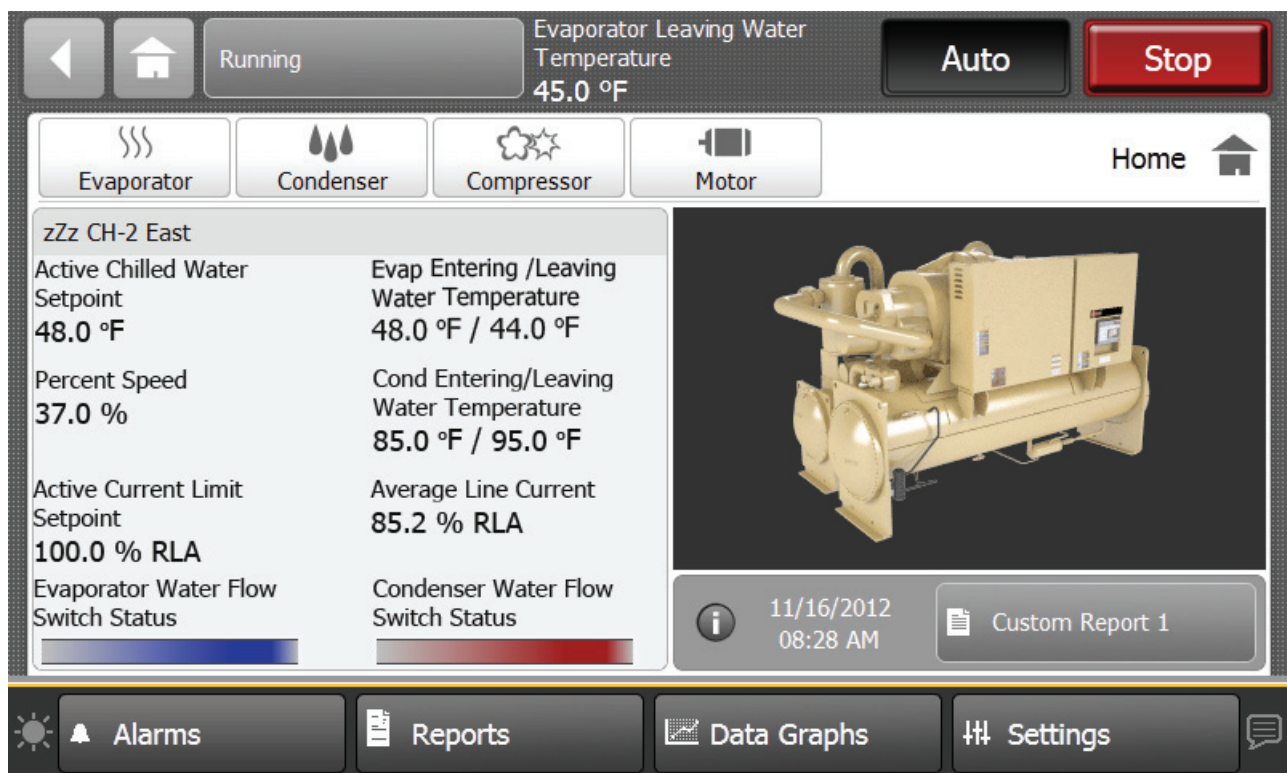 Running
Evaporator Leaving Water
Temperature
45.0 °F
Auto
Stop
Evaporator
Condenser
Compressor
Motor
Home
zZz CH-2 East
Active Chilled Water
Setpoint
48.0 °F
Evap Entering /Leaving
Water Temperature
48.0 °F / 44.0 °F
Percent Speed
37.0 %
Cond Entering/Leaving
Water Temperature
85.0 °F / 95.0 °F
Active Current Limit
Setpoint
100.0 % RLA
Average Line Current
85.2 % RLA
Evaporator Water Flow
Switch Status
Condenser Water Flow
Switch Status
11/16/2012
08:28 AM
Custom Report 1
Alarms
Reports
Data Graphs
Settings